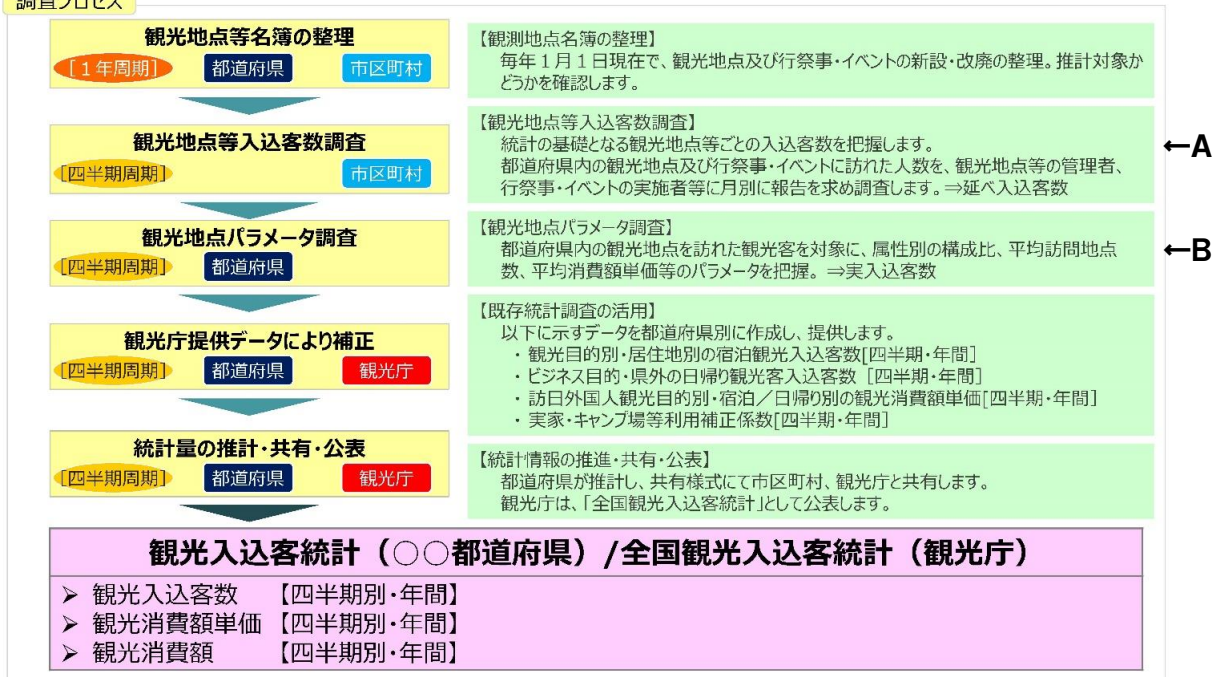 調査プロセス
観光地点等名簿の整理
[1年周期] 都道府県 市区町村
【観測地点名簿の整理】
毎年1月1日現在で、観光地点及び行祭事・イベントの新設・改廃の整理。推計対象か
どうかを確認します。
観光地点等入込客数調査
[四半期周期] 市区町村
【観光地点等入込客数調査】
統計の基礎となる観光地点等ごとの入込客数を把握します。
都道府県内の観光地点及び行祭事・イベントに訪れた人数を、観光地点等の管理者、
行祭事・イベントの実施者等に月別に報告を求め調査します。⇒延べ入込客数
←A
観光地点パラメータ調査
[四半期周期] 都道府県
【観光地点パラメータ調査】
都道府県内の観光地点を訪れた観光客を対象に、属性別の構成比、平均訪問地点
数、平均消費額単価等のパラメータを把握。⇒実入込客数
←B
観光庁提供データにより補正
[四半期周期] 都道府県 観光庁
【既存統計調査の活用】
以下に示すデータを都道府県別に作成し、提供します。
・観光目的別・居住地別の宿泊観光入込客数[四半期・年間]
・ビジネス目的・県外の日帰り観光客入込客数 [四半期・年間]
・訪日外国人観光目的別・宿泊/日帰り別の観光消費額単価[四半期・年間]
・実家・キャンプ場等利用補正係数[四半期・年間]
統計量の推計・共有・公表
[四半期周期] 都道府県 観光庁
【統計情報の推進・共有・公表】
都道府県が推計し、共有様式にて市区町村、観光庁と共有します。
観光庁は、「全国観光入込客統計」として公表します。
観光入込客統計（○○都道府県）/全国観光入込客統計（観光庁）
➢ 観光入込客数 【四半期別・年間】
➢ 観光消費額単価 【四半期別・年間】
➢ 観光消費額 【四半期別・年間】